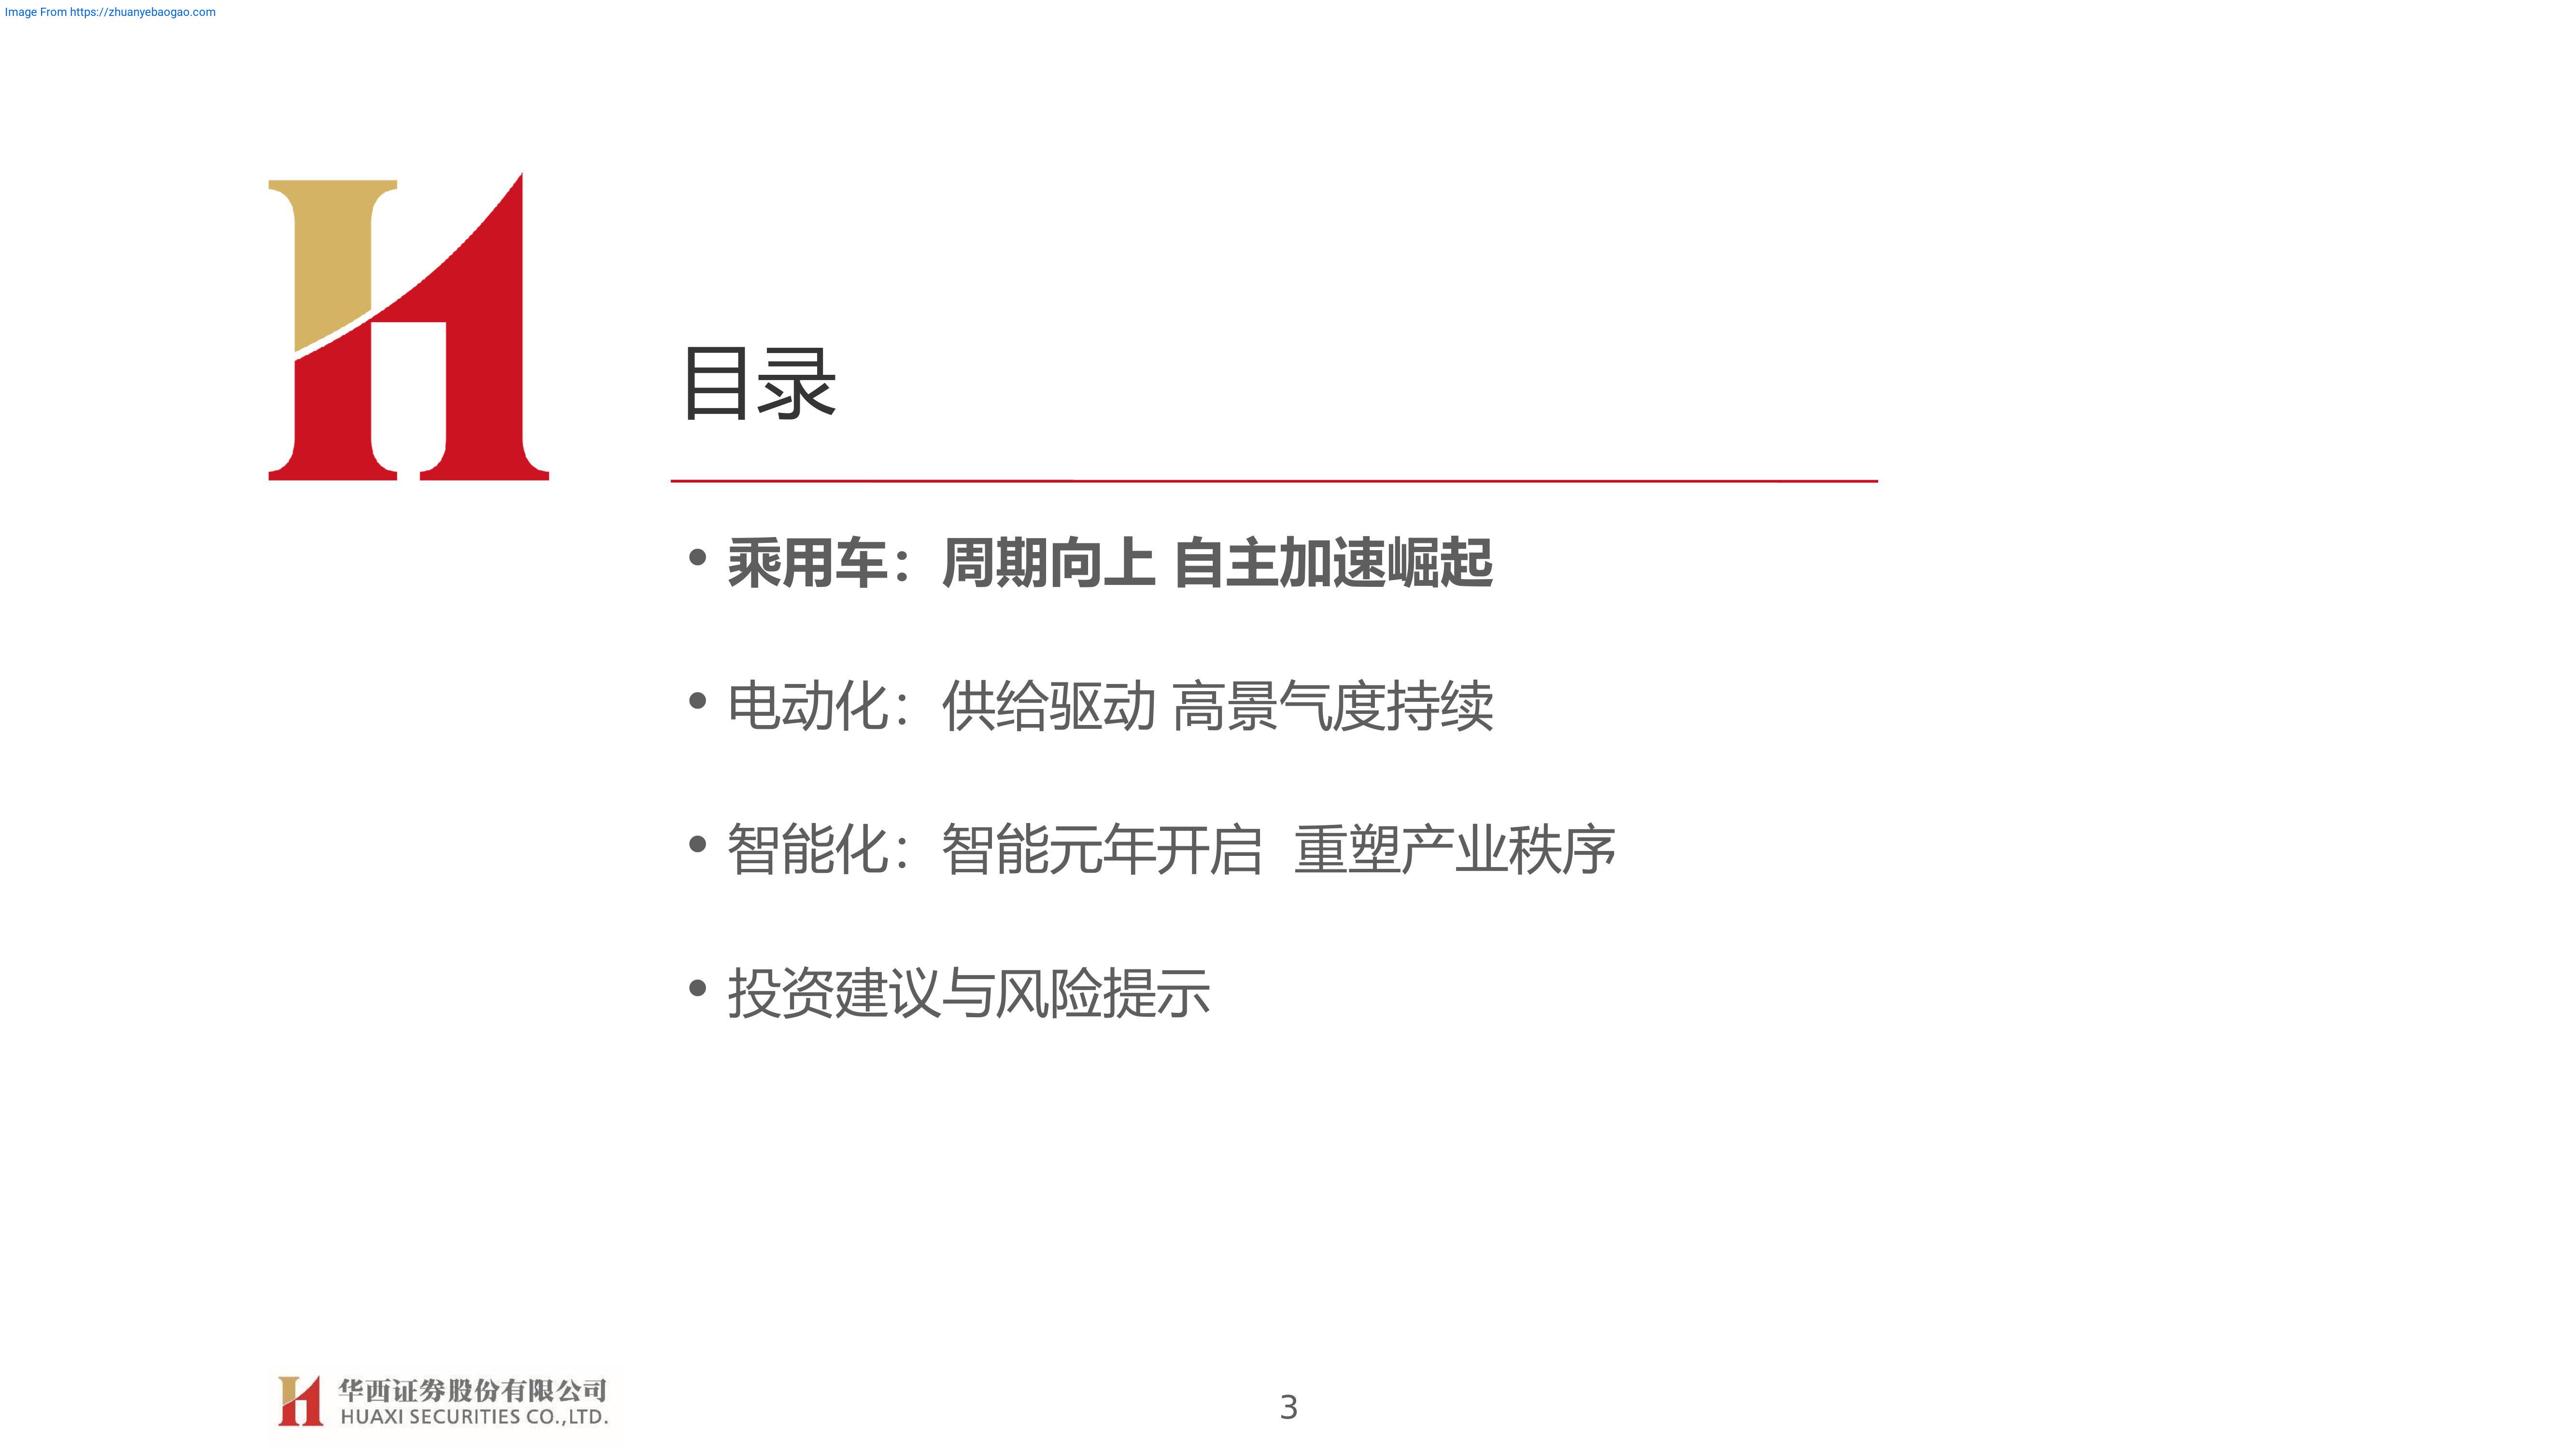 Image From https://zhuanyebaogao.com
目录
• 乘用车：周期向上 自主加速崛起
• 电动化：供给驱动 高景气度持续
• 智能化：智能元年开启 重塑产业秩序
• 投资建议与风险提示
华西证券股份有限公司
HUAXI SECURITIES CO.,LTD.
3